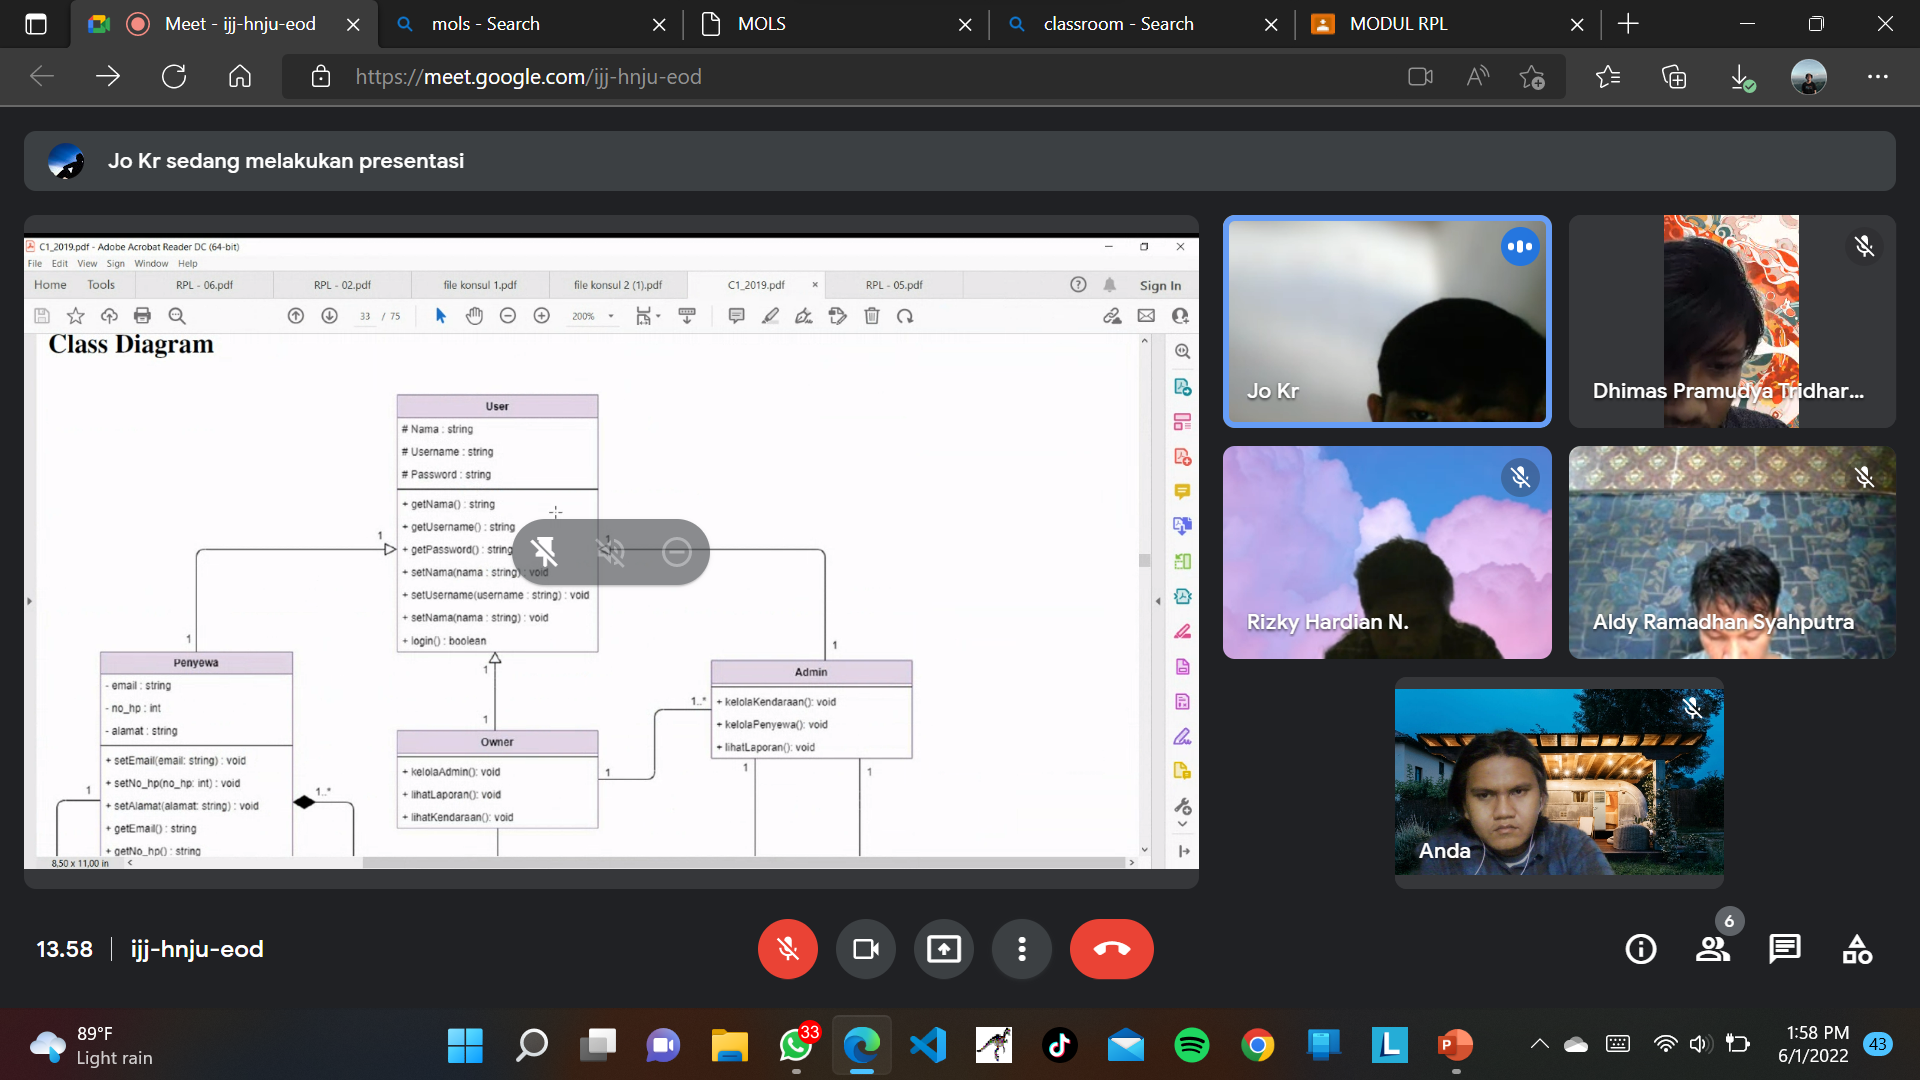 Meet - ijj-hnju-eod
mols - Search
MOLS
classroom - Search
MODUL RPL
https://meet.google.com/ijj-hnju-eod
Jo Kr sedang melakukan presentasi
C1_2019.pdf - Adobe Acrobat Reader DC (64-bit)
File Edit View Sign Window Help
Home Tools RPL - 06.pdf RPL - 02.pdf file konsul 1.pdf file konsul 2 (1).pdf C1_2019.pdf RPL - 05.pdf Sign In
33 / 75 200%
Class Diagram
User
# Nama : string
# Username : string
# Password : string
+ getNama() : string
+ getUsername() : string
+ getPassword() : string
+ setNama(nama : string) : void
+ setUsername(username : string) : void
+ setNama(nama : string) : void
+ login() : boolean
1
1
1
1
1
1
Penyewa
- email : string
- no_hp : int
- alamat : string
+ setEmail(email: string) : void
+ setNo_hp(no_hp: int) : void
+ setAlamat(alamat: string) : void
+ getEmail() : string
+ getNo_hp() : string
1
1..*
Owner
+ kelolaAdmin(): void
+ lihatLaporan(): void
+ lihatKendaraan(): void
1
1..*
Admin
+ kelolaKendaraan(): void
+ kelolaPenyewa(): void
+ lihatLaporan(): void
1
1
8,50 x 11,00 in
Jo Kr
Dhimas Pramudya Tridhar...
Rizky Hardian N.
Aldy Ramadhan Syahputra
Anda
13.58
ijj-hnju-eod
6
89°F
Light rain
33
1:58 PM
6/1/2022
43